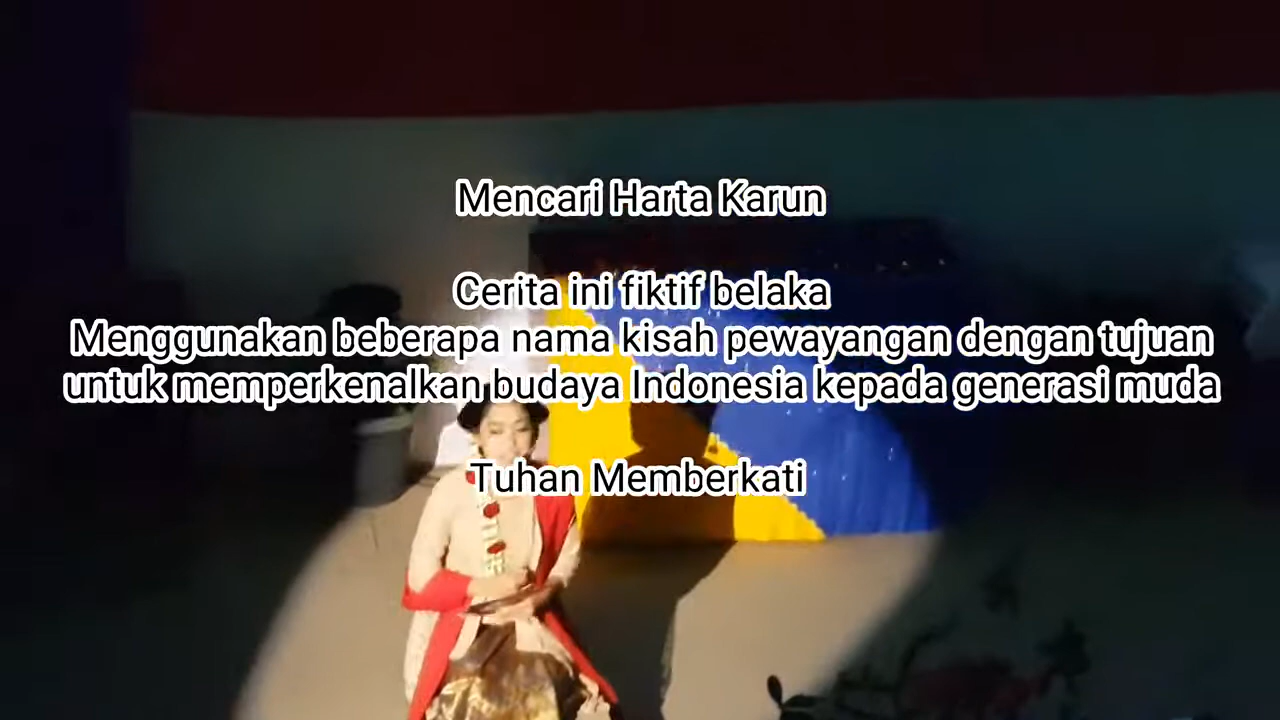 Mencari Harta Karun
Cerita ini fiktif belaka
Menggunakan beberapa nama kisah pewayangan dengan tujuan
untuk memperkenalkan budaya Indonesia kepada generasi muda
Tuhan Memberkati